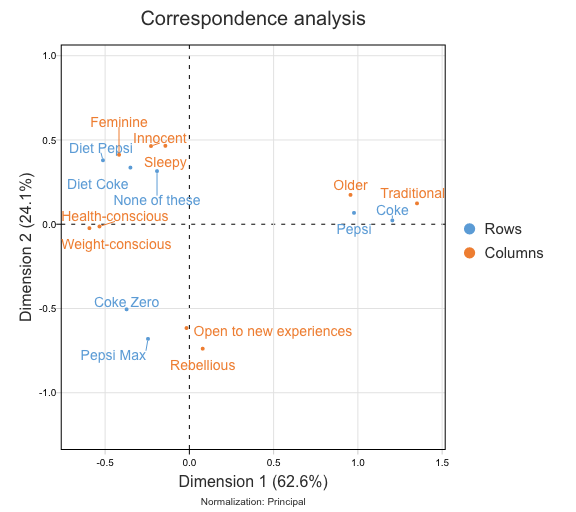 Correspondence analysis
1.0
0.5
0.0
-0.5
-1.0
Dimension 2 (24.1%)
Feminine
Innocent
Diet Pepsi
Sleepy
Diet Coke
None of these
Older
Traditional
Coke
Pepsi
Health-conscious
Weight-conscious
Coke Zero
Open to new experiences
Pepsi Max
Rebellious
Rows
Columns
-0.5
0.0
0.5
1.0
1.5
Dimension 1 (62.6%)
Normalization: Principal